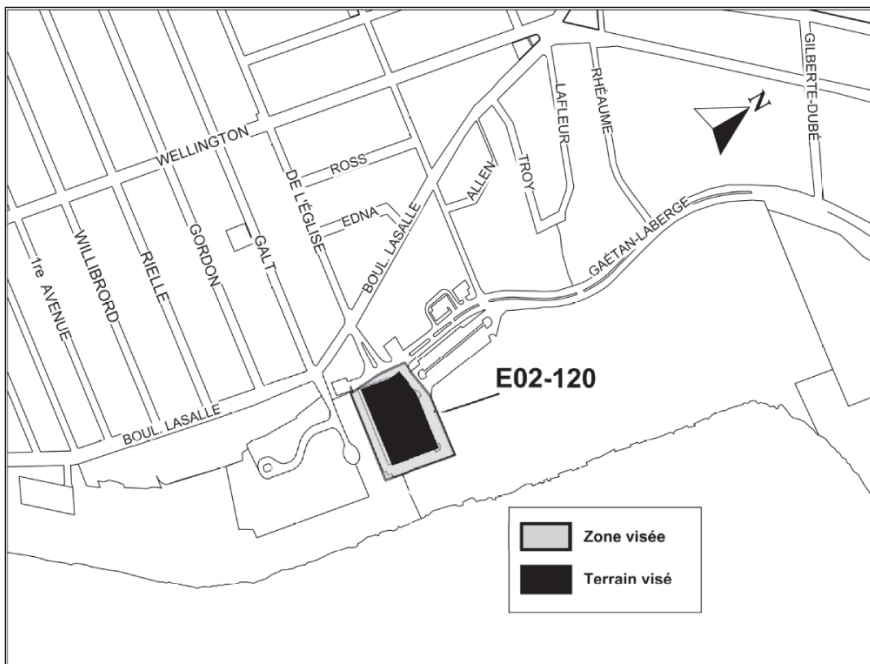 GILBERTE-DUBÉ
RHÉAUME
LAFLEUR
N
WELLINGTON
DE L'ÉGLISE
ROSS
TROY
ALLEN
EDNA
BOUL. LASALLE
GAÉTAN-LABERGE
GALT
GORDON
RIELLE
WILLIBRORD
1re AVENUE
E02-120
BOUL. LASALLE
Zone visée
Terrain visé